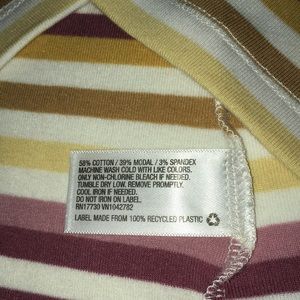 58% COTTON / 39% MODAL / 3% SPANDEX
MACHINE WASH COLD WITH LIKE COLORS.
ONLY NON-CHLORINE BLEACH IF NEEDED.
TUMBLE DRY LOW. REMOVE PROMPTLY.
COOL IRON IF NEEDED.
DO NOT IRON ON LABEL.
RN17730 VN1042782
LABEL MADE FROM 100% RECYCLED PLASTIC